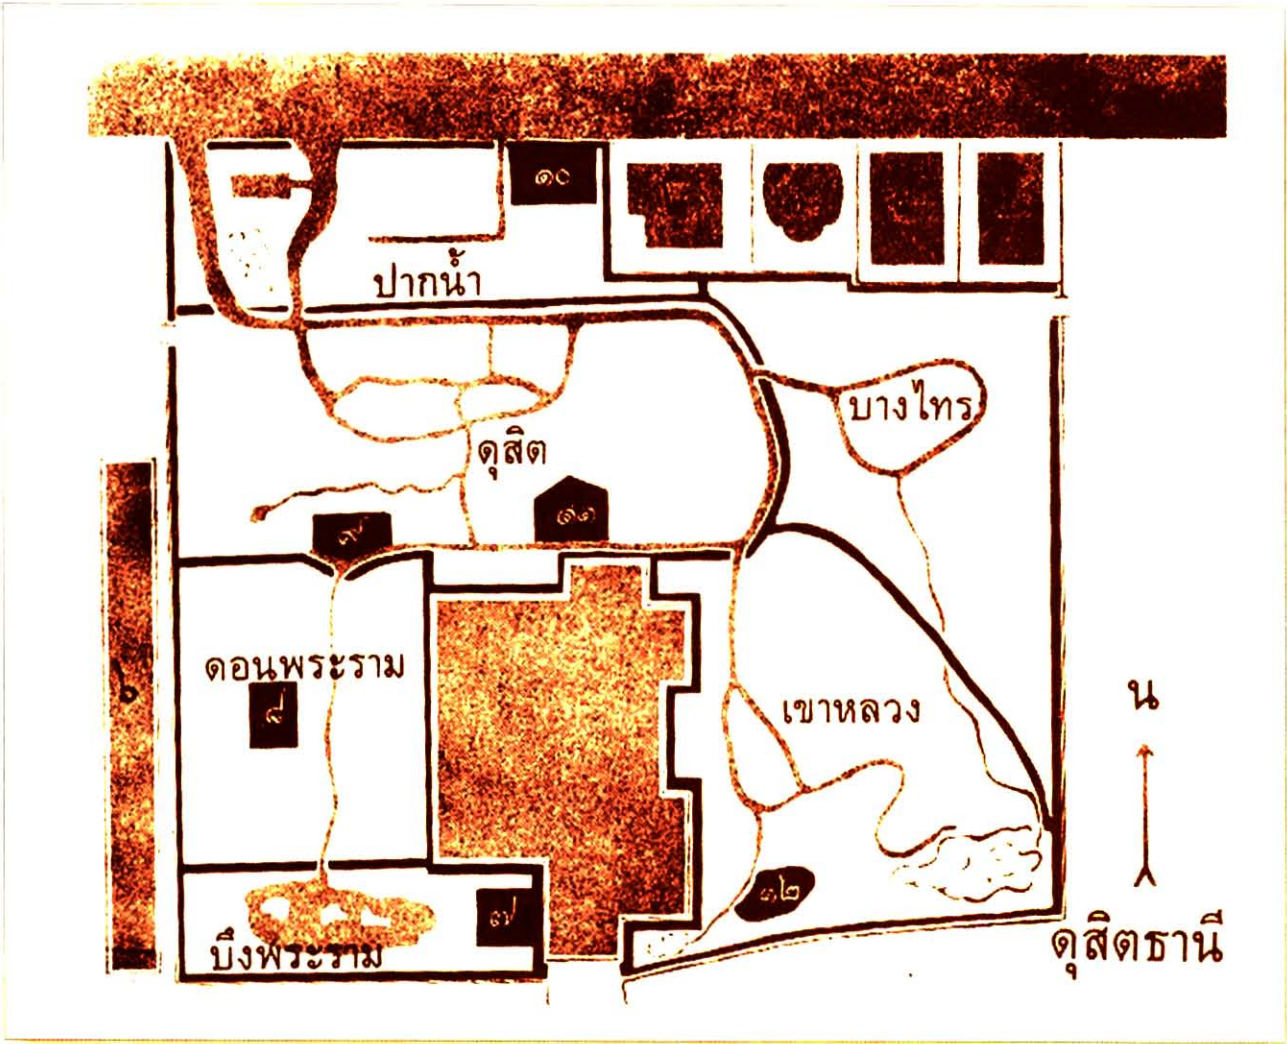 ๑๐
ปากน้ำ
บางไทร
ดุสิต
๙
๑๑
ดอนพระราม
๖
๘
เขาหลวง
น
๑๒
๗
บึงพระราม
ดุสิตธานี